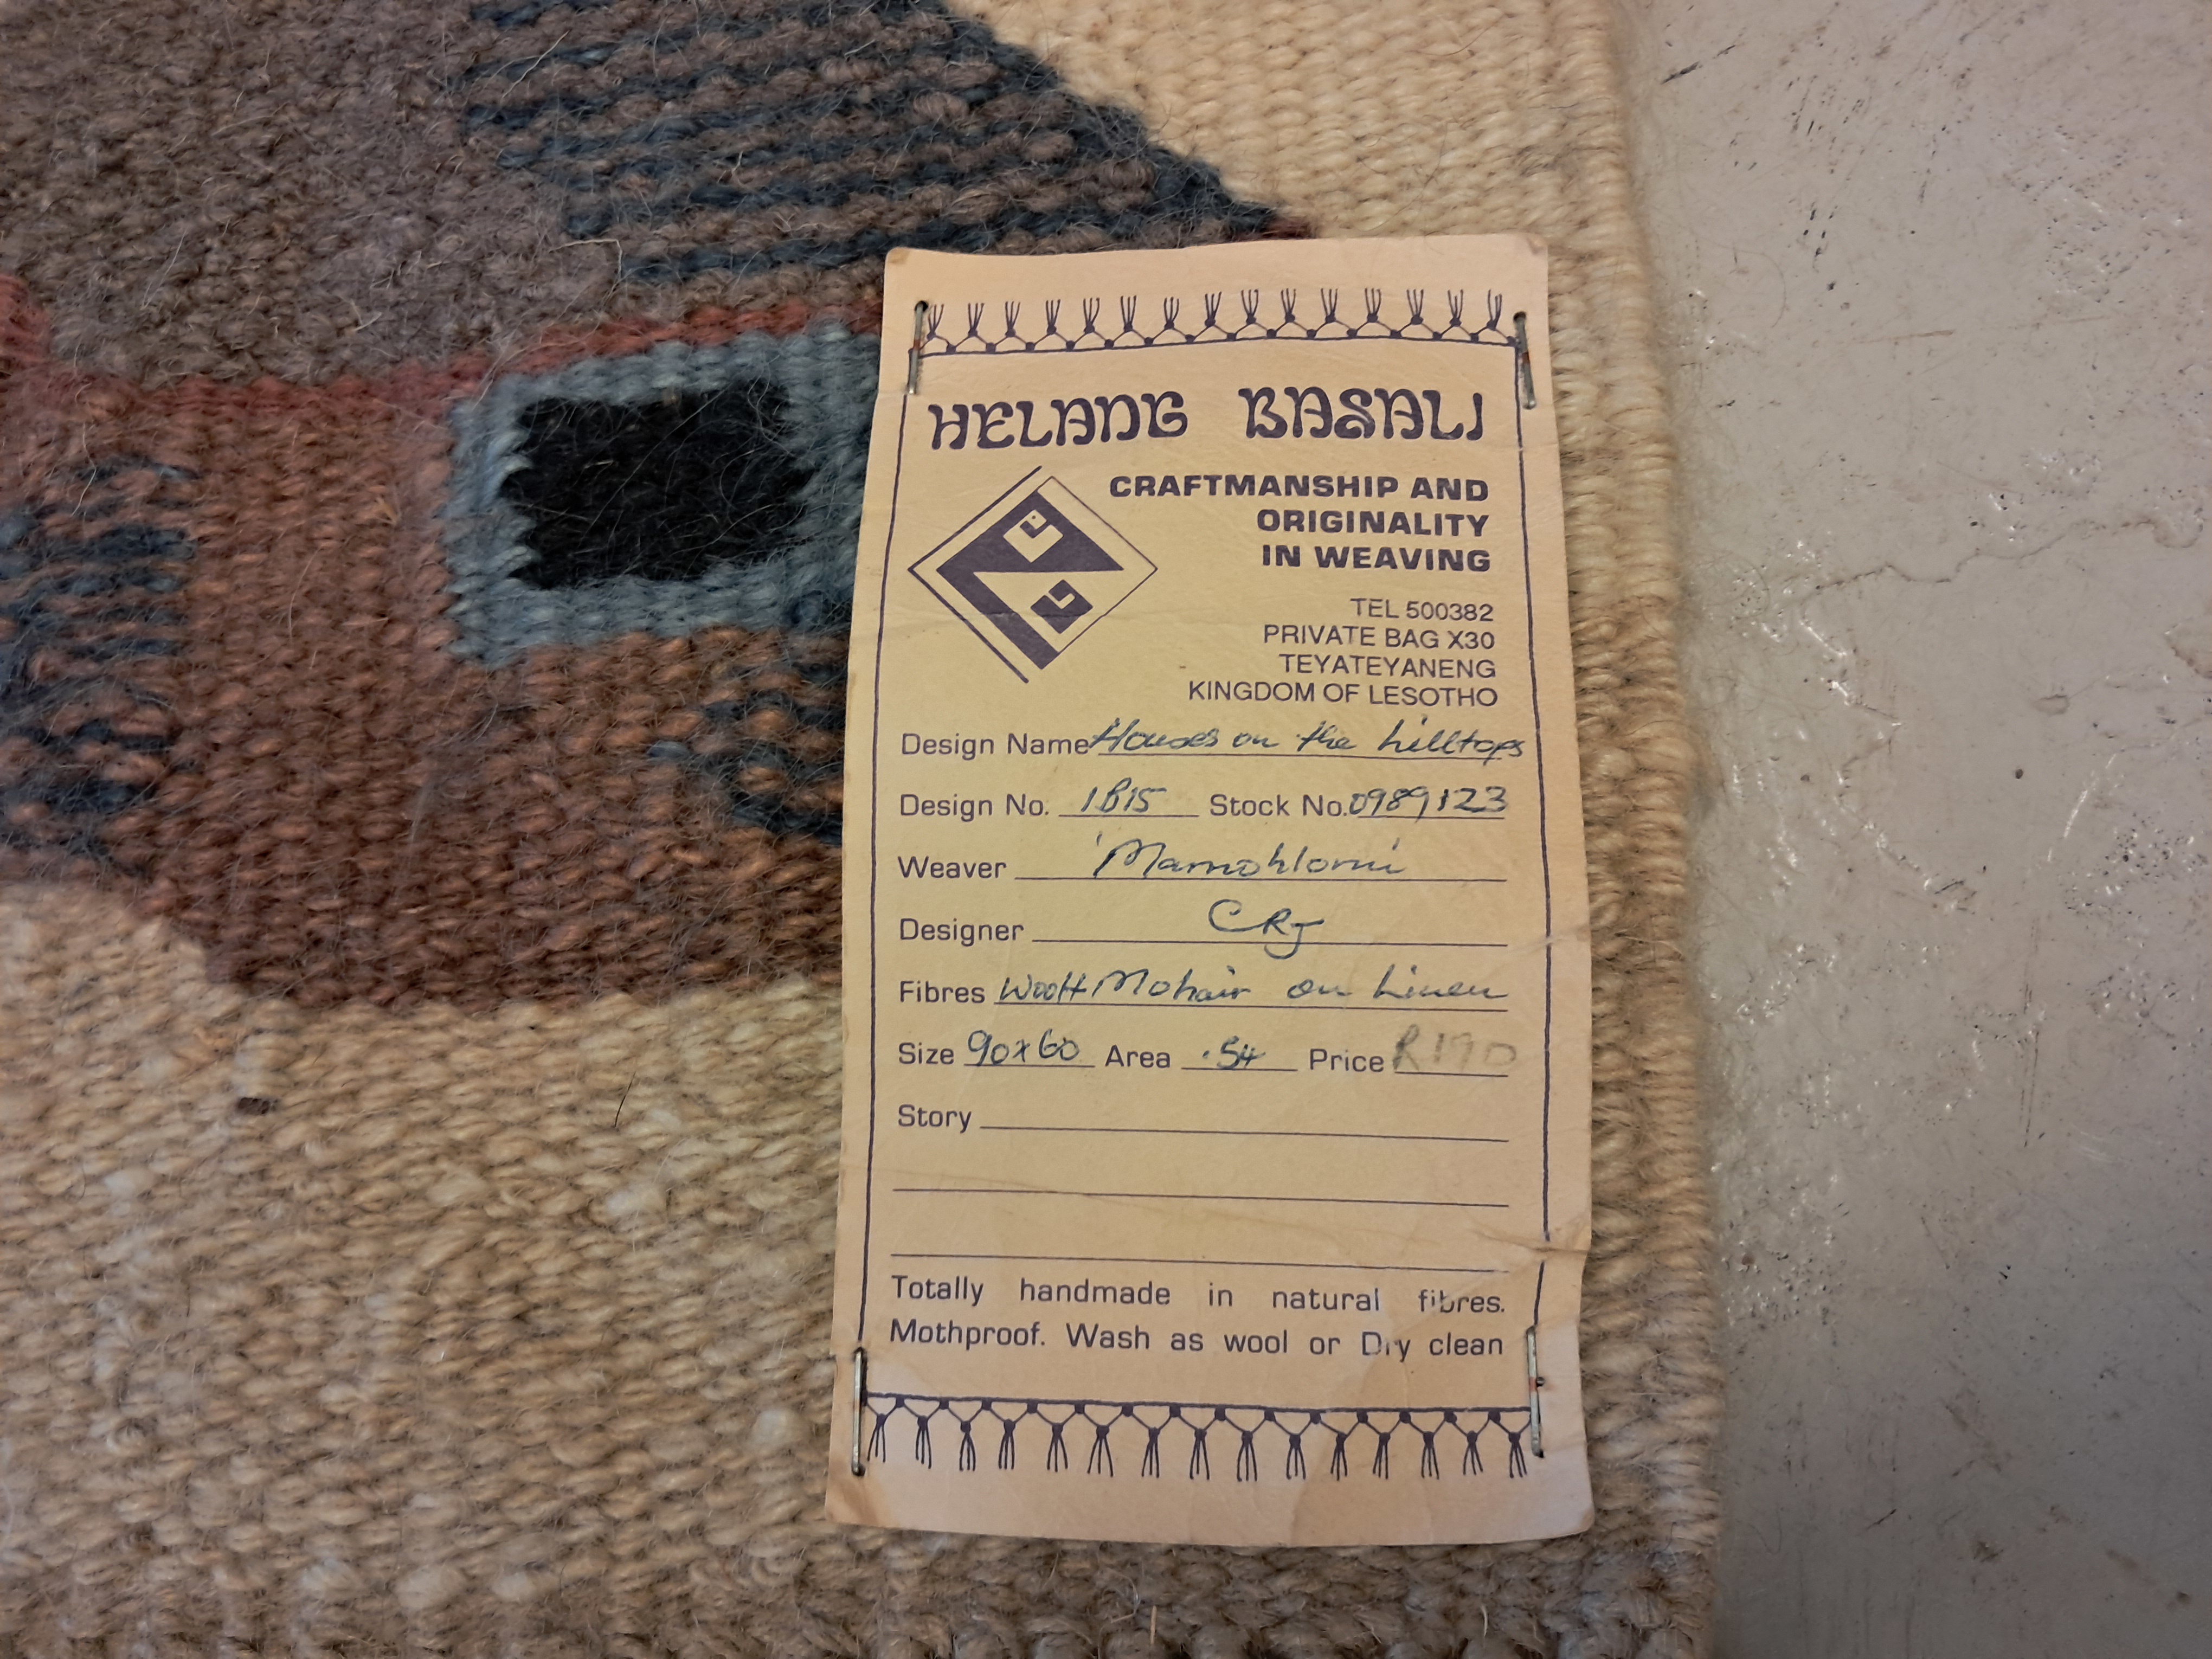 HELANG BASALI
CRAFTMANSHIP AND
ORIGINALITY
IN WEAVING
TEL 500382
PRIVATE BAG X30
TEYATEYANENG
KINGDOM OF LESOTHO
Design Name Houses on the hilltops
Design No. 1B15 Stock No. 0989123
Weaver 'Mamohlomi
Designer CRJ
Fibres Wool+Mohair on Linen
Size 90x60 Area .54 Price R170
Story
Totally handmade in natural fibres.
Mothproof. Wash as wool or Dry clean